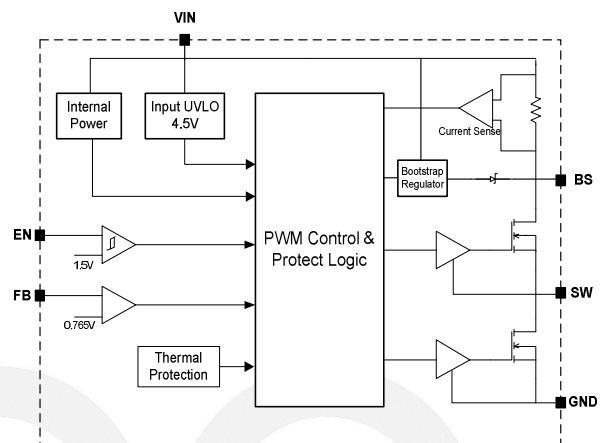 VIN
Internal
Power
Input UVLO
4.5V
Current Sense
Bootstrap
Regulator
BS
EN
1.5V
PWM Control &
Protect Logic
FB
0.765V
SW
Thermal
Protection
GND